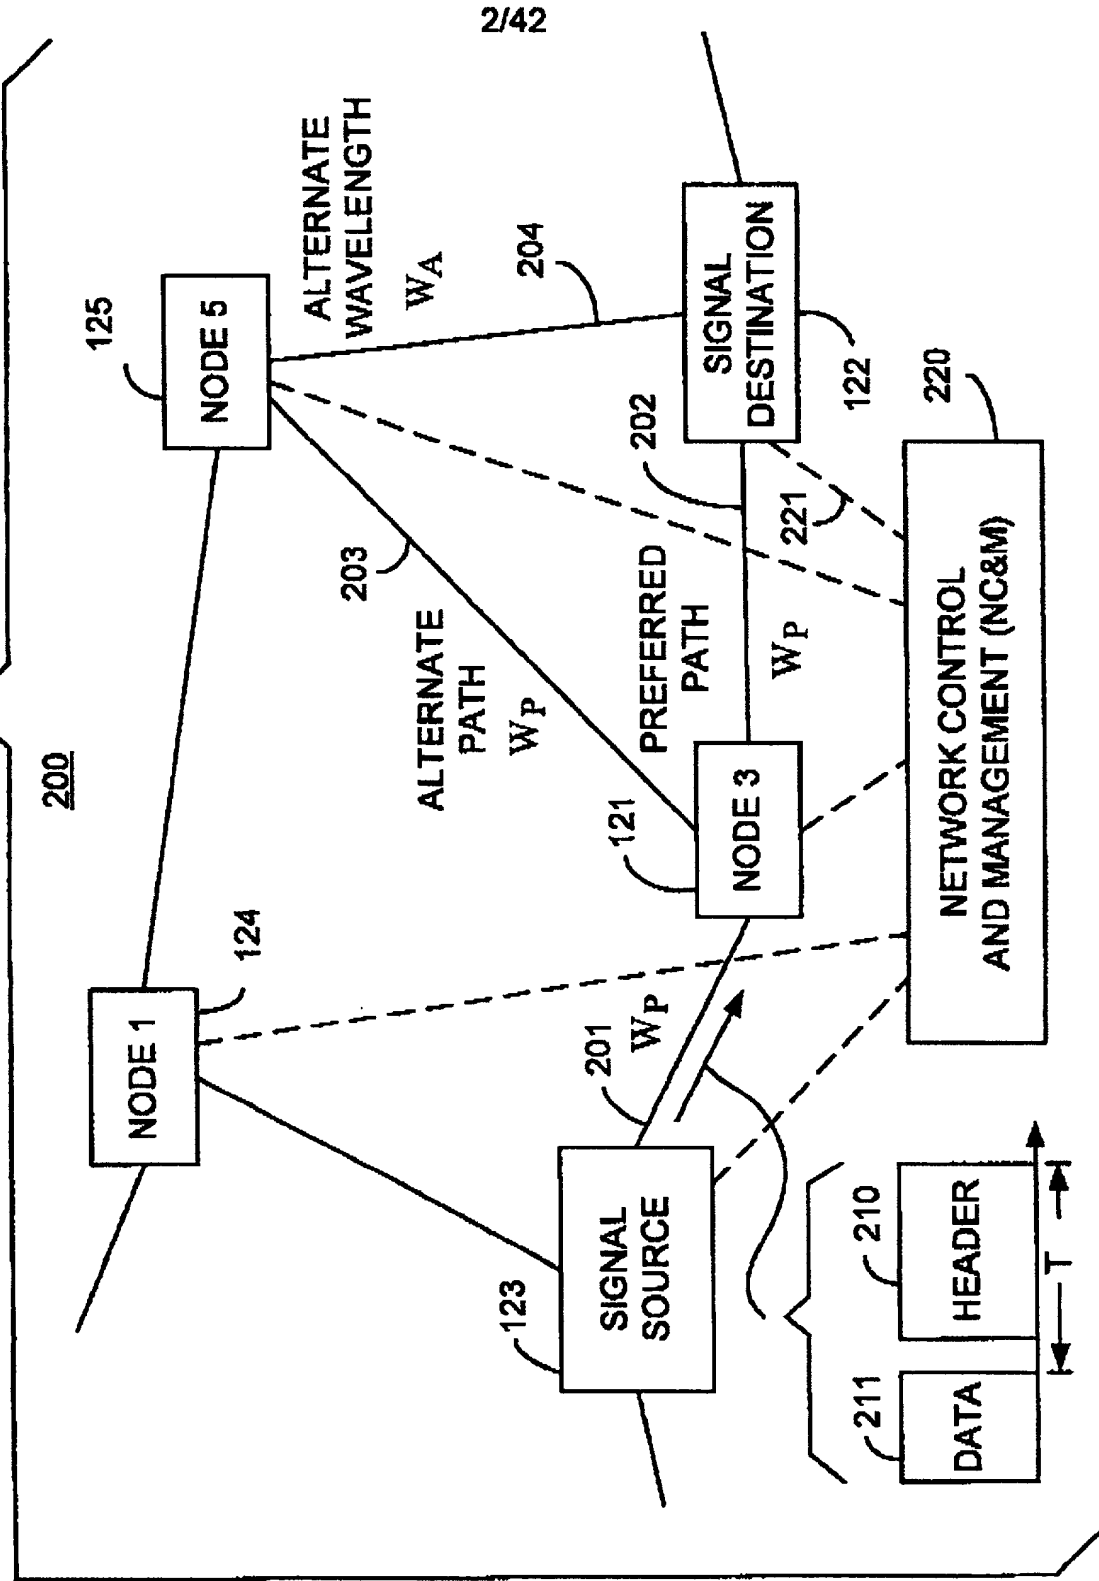 2/42
200
125
NODE 5
ALTERNATE
WAVELENGTH
WA
204
124
NODE 1
203
ALTERNATE
PATH
WP
SIGNAL
DESTINATION
122
202
221
PREFERRED
PATH
WP
121
NODE 3
201
WP
123
SIGNAL
SOURCE
220
NETWORK CONTROL
AND MANAGEMENT (NC&M)
211
DATA
210
HEADER
T